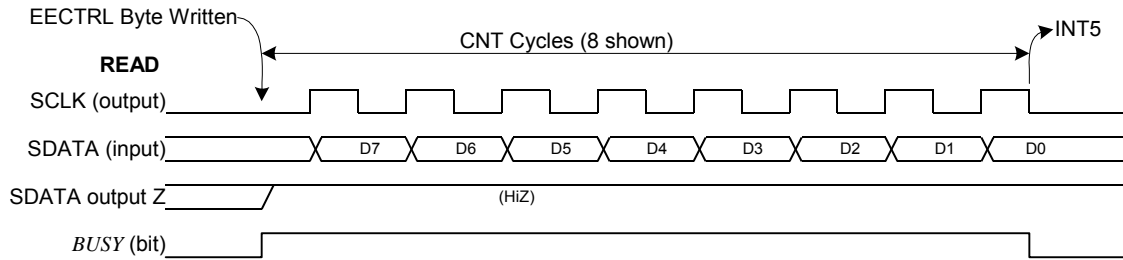 EECTRL Byte Written
INT5
CNT Cycles (8 shown)
READ
SCLK (output)
SDATA (input) D7 D6 D5 D4 D3 D2 D1 D0
SDATA output Z (HiZ)
BUSY (bit)